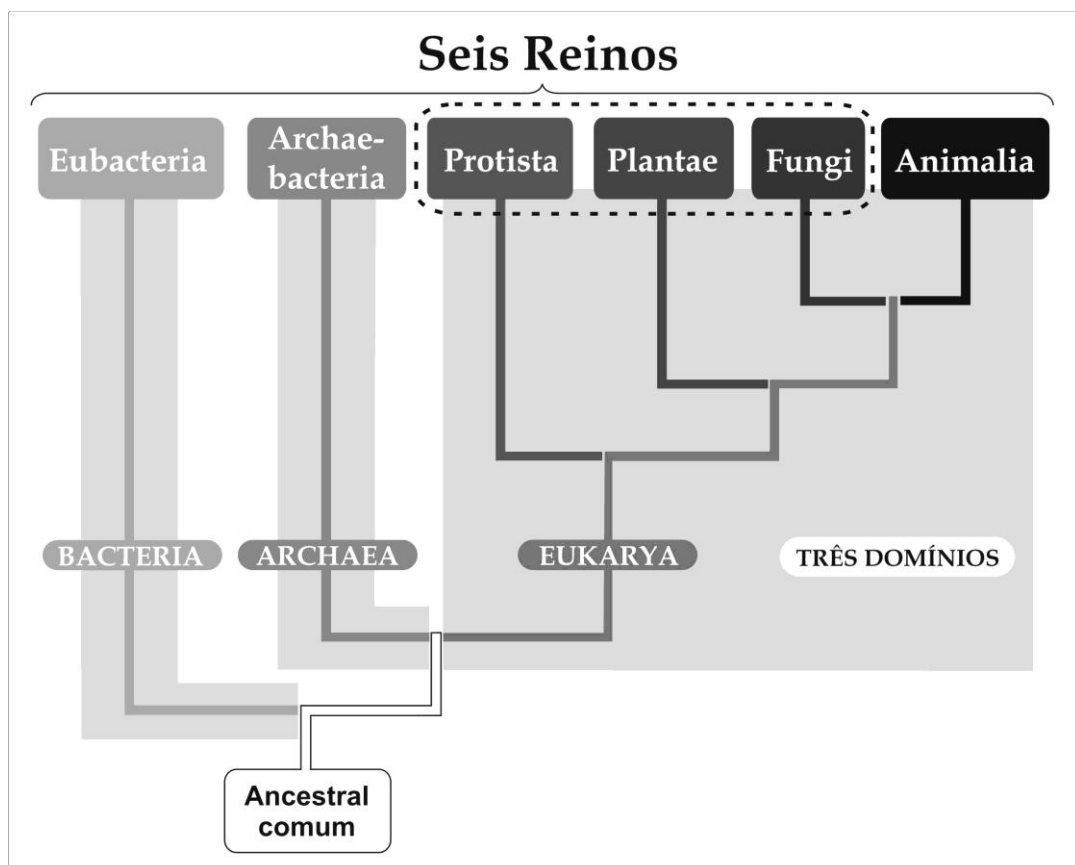 Seis Reinos
Eubacteria
Archae-
bacteria
Protista
Plantae
Fungi
Animalia
BACTERIA
ARCHAEA
EUKARYA
TRÊS DOMÍNIOS
Ancestral
comum